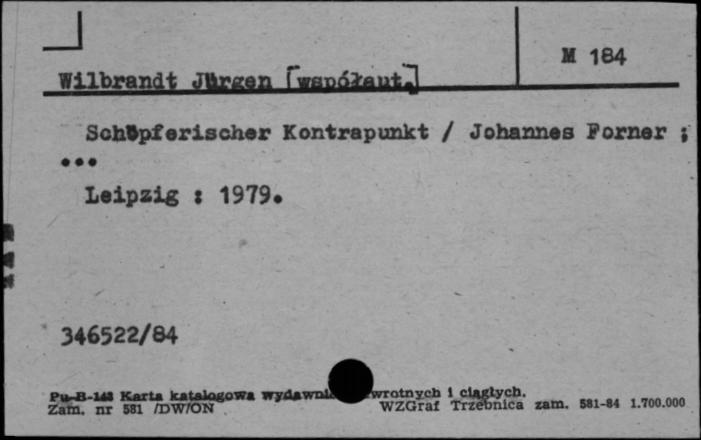 M 184
Wilbrandt Jürgen [współaut.]
Schöpferischer Kontrapunkt / Johannes Forner ;
...
Leipzig : 1979.
346522/84
Pu-B-143 Karta katalogowa wrotnych i ciągłych.
Zam. nr 581 /DW/ON WZGraf Trzebnica zam. 581-84 1.700.000